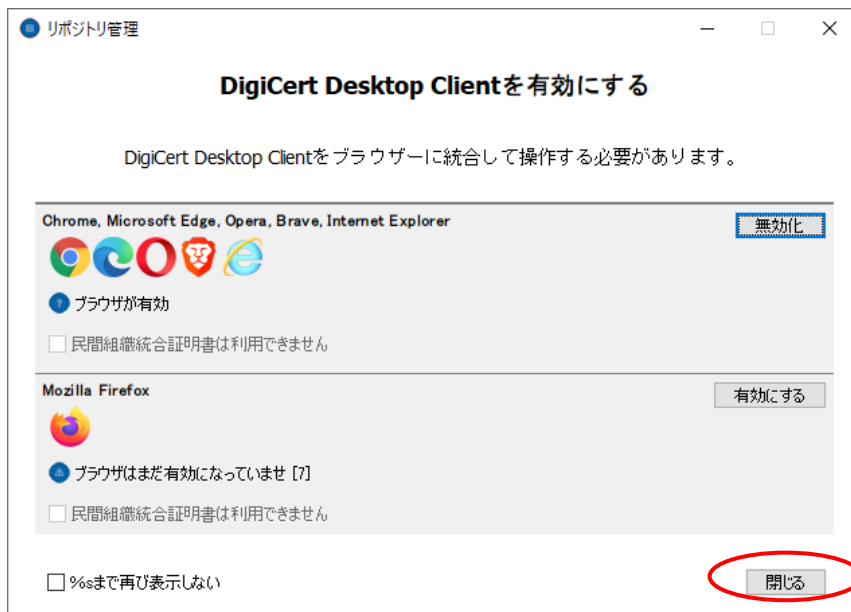 リポジトリ管理
DigiCert Desktop Clientを有効にする
DigiCert Desktop Clientをブラウザーに統合して操作する必要があります。
Chrome, Microsoft Edge, Opera, Brave, Internet Explorer
無効化
ブラウザが有効
民間組織統合証明書は利用できません
Mozilla Firefox
有効にする
ブラウザはまだ有効になっていませ [7]
民間組織統合証明書は利用できません
%sまで再び表示しない
閉じる